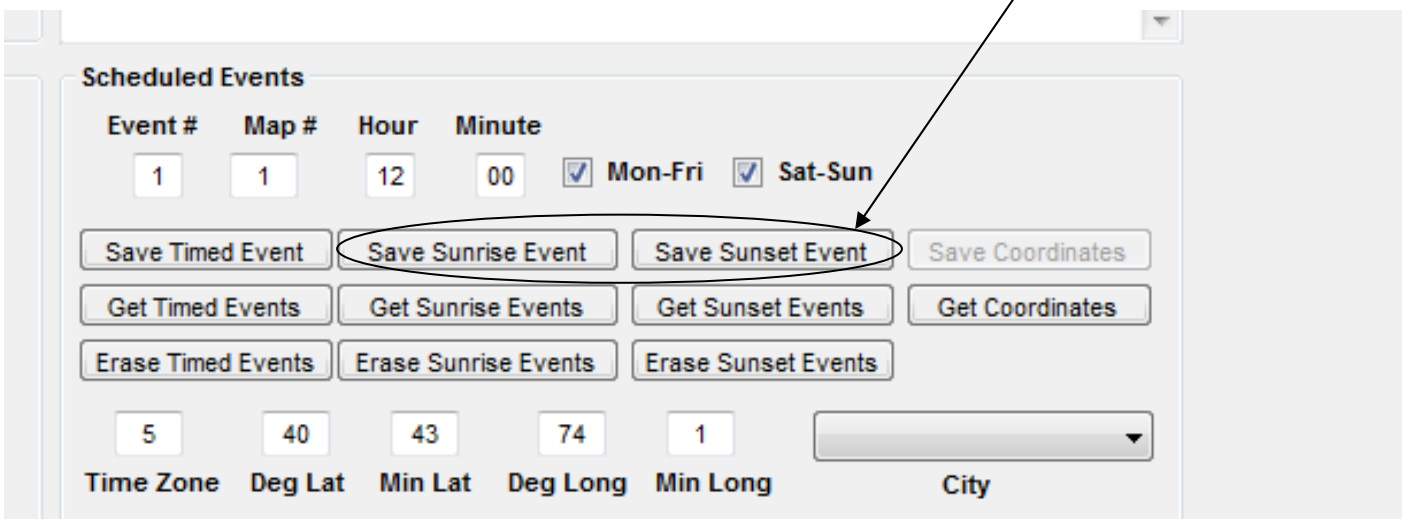 Scheduled Events
Event # Map # Hour Minute
1 1 12 00 Mon-Fri Sat-Sun
Save Timed Event Save Sunrise Event Save Sunset Event Save Coordinates
Get Timed Events Get Sunrise Events Get Sunset Events Get Coordinates
Erase Timed Events Erase Sunrise Events Erase Sunset Events
5 40 43 74 1
Time Zone Deg Lat Min Lat Deg Long Min Long City